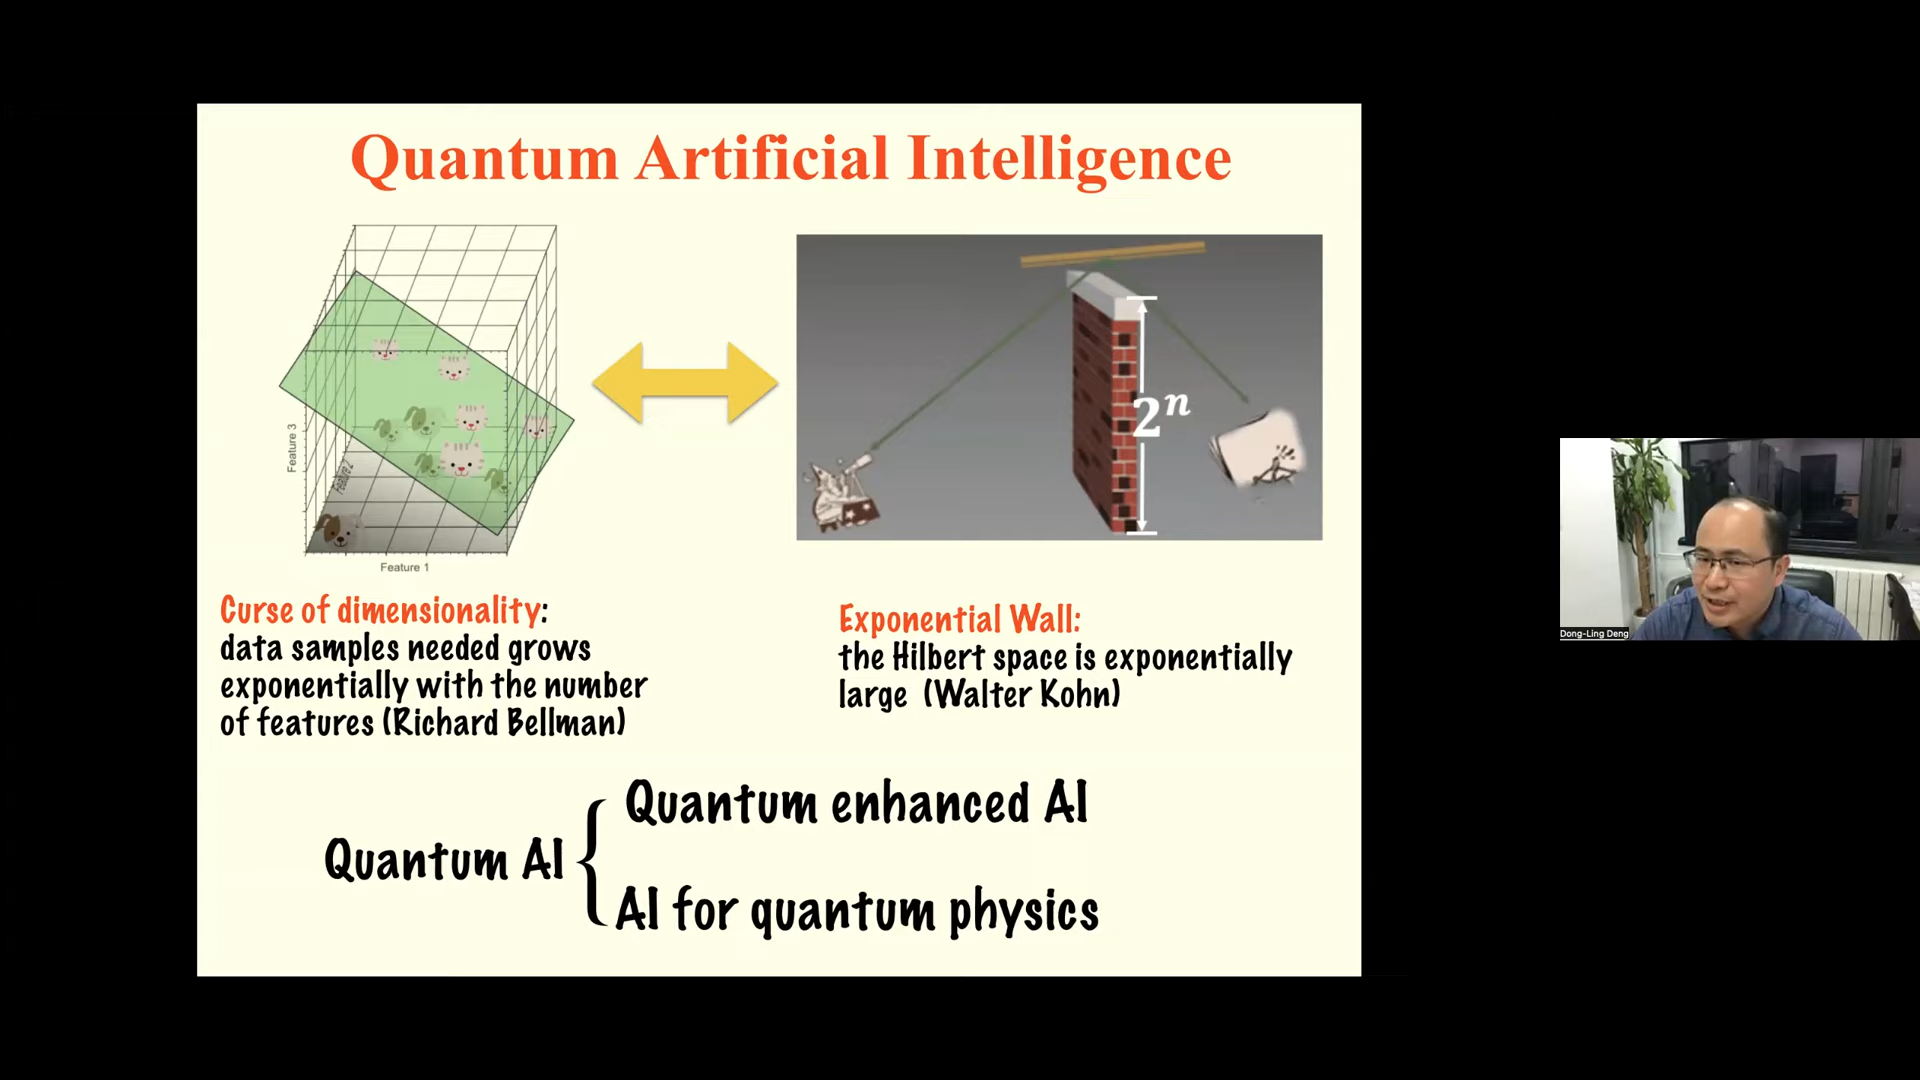 Quantum Artificial Intelligence
Feature 3
Feature 2
Feature 1
2ⁿ
Curse of dimensionality:
data samples needed grows
exponentially with the number
of features (Richard Bellman)
Exponential Wall:
the Hilbert space is exponentially
large (Walter Kohn)
Quantum AI
Quantum enhanced AI
AI for quantum physics
Dong-Ling Deng